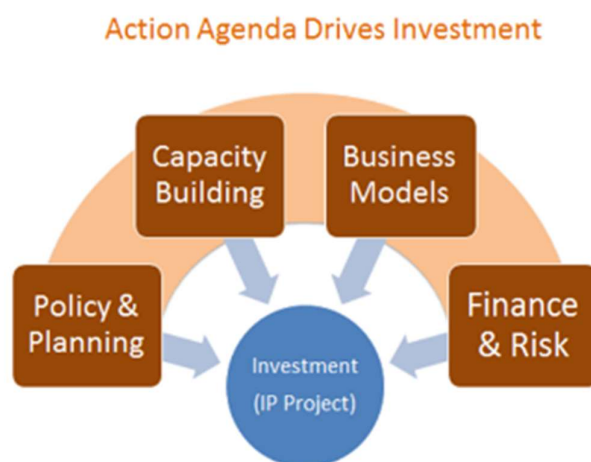 Action Agenda Drives Investment
Capacity
Building
Business
Models
Policy &
Planning
Finance
& Risk
Investment
(IP Project)